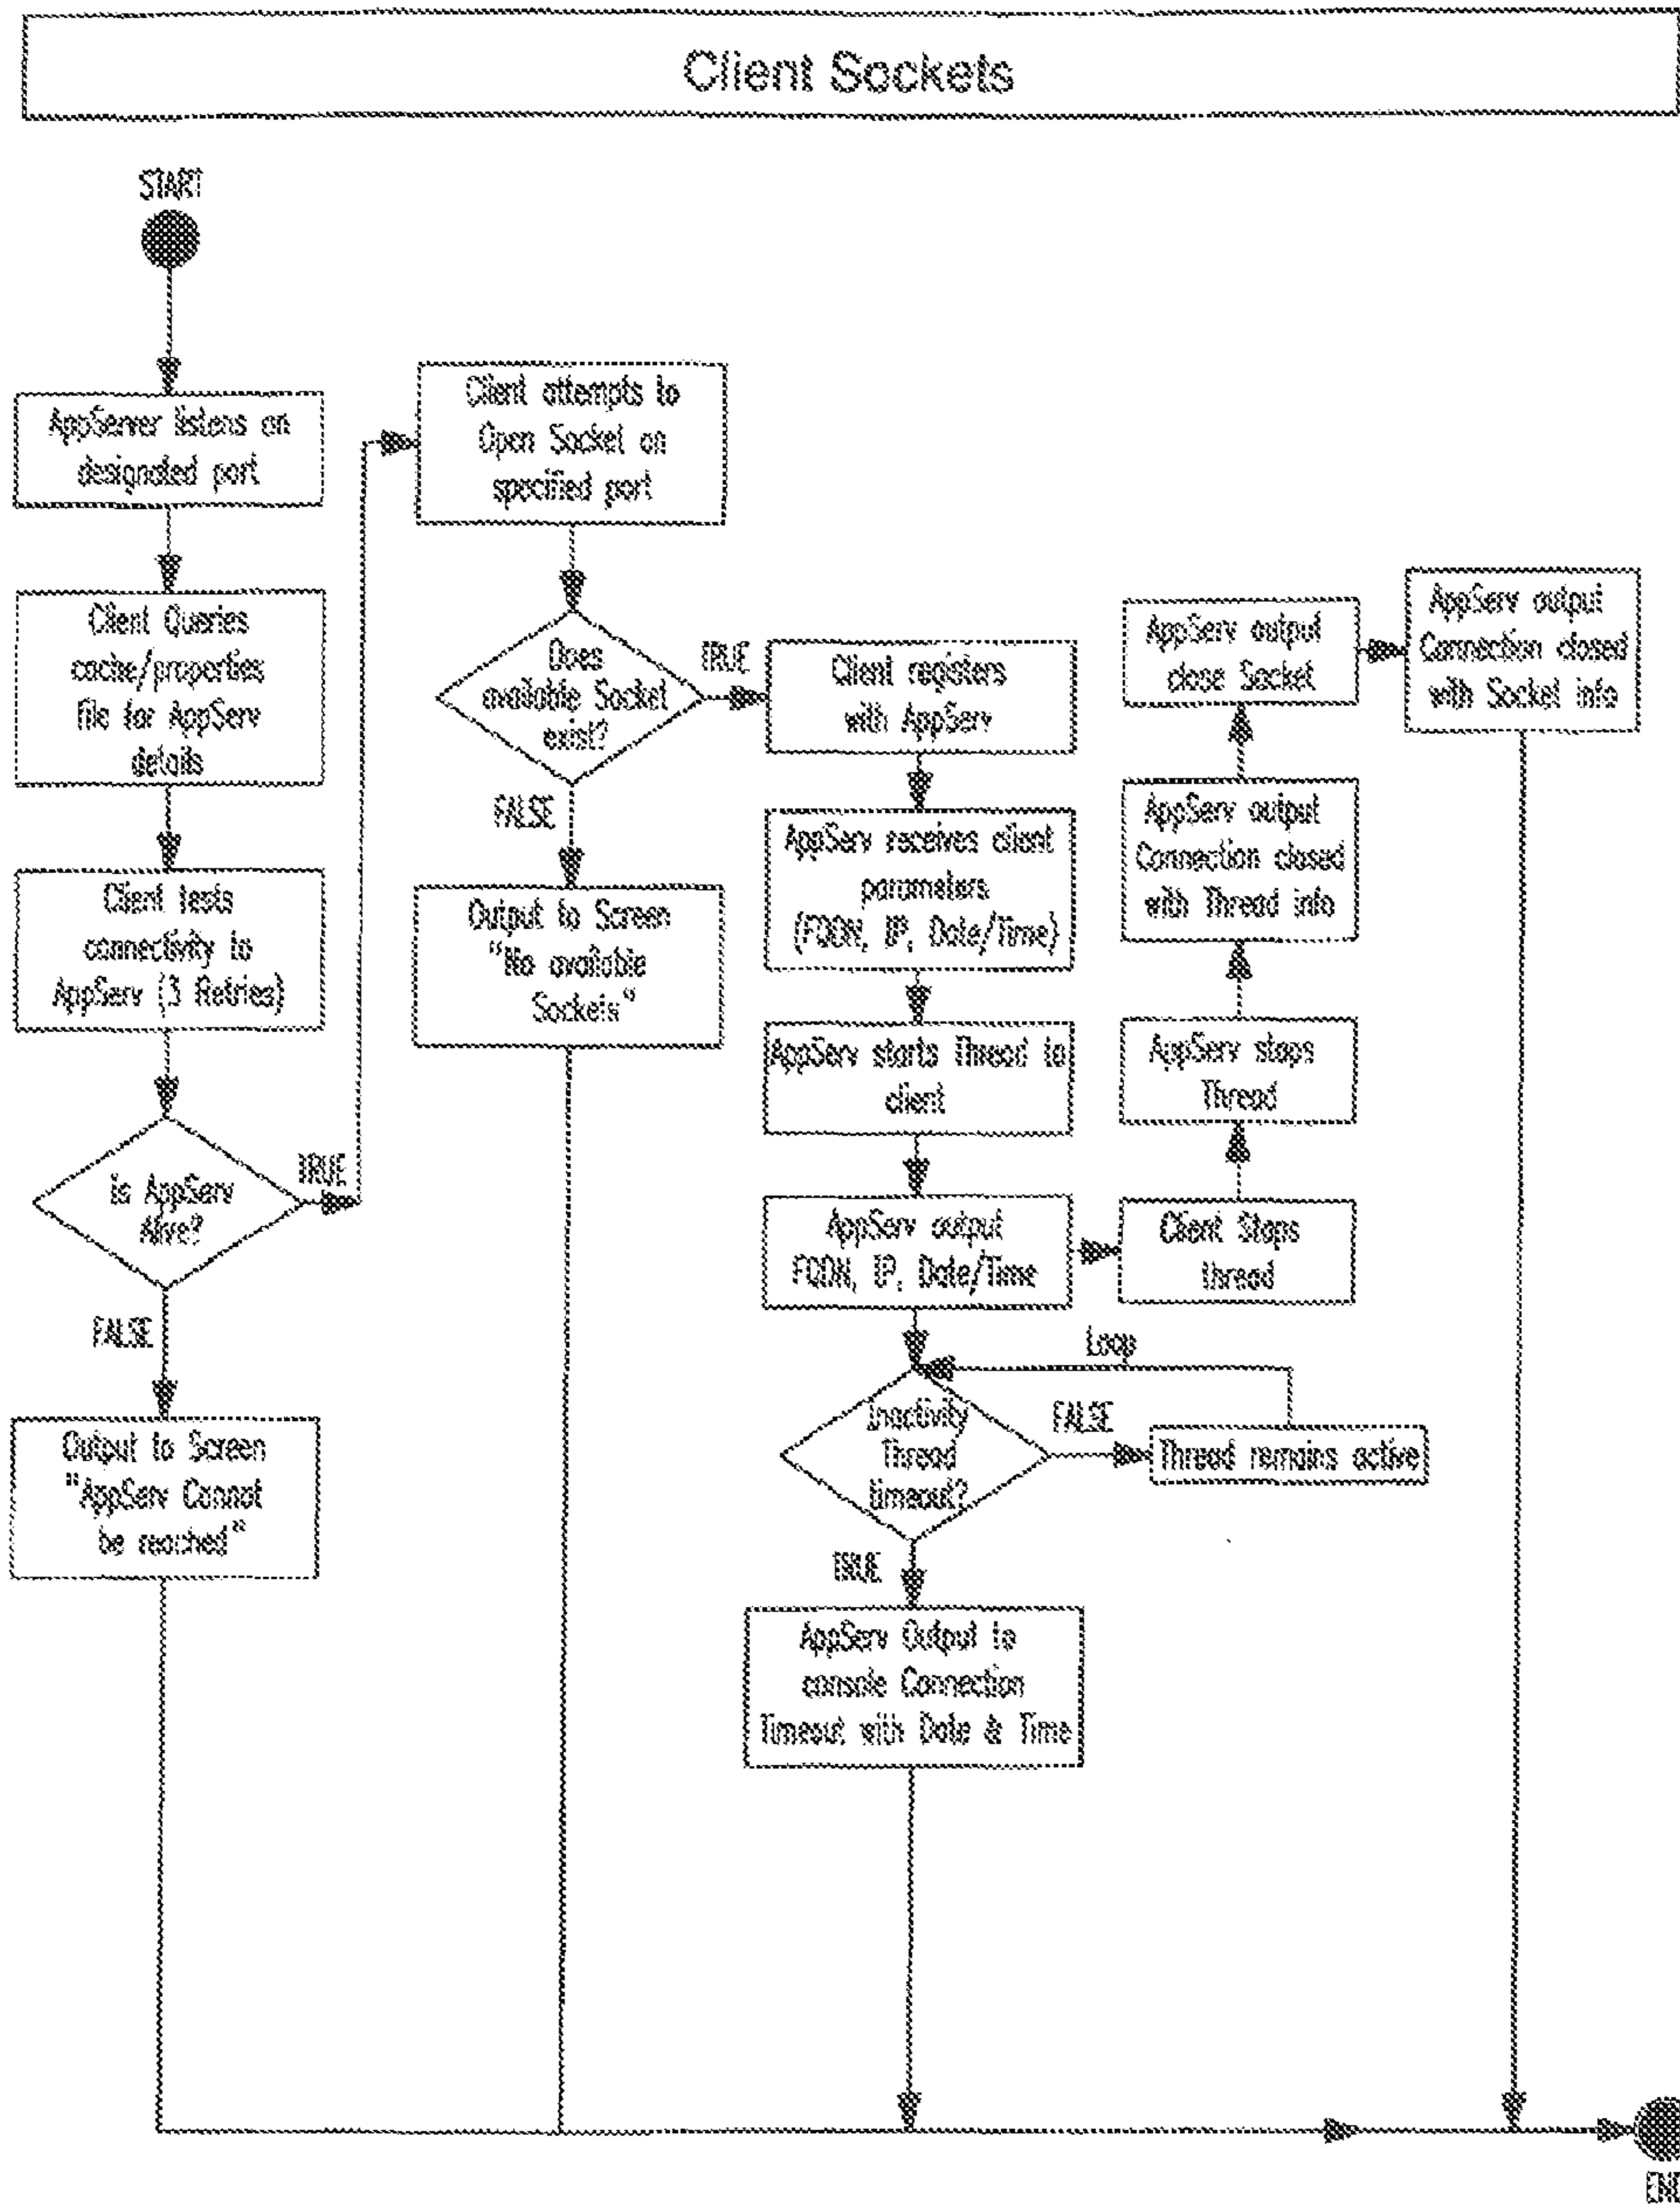 Client Sockets
START
AppServer listens on
designated port
Client Queries
cache/properties
file for AppServ
details
Client tests
connectivity to
AppServ (3 Retries)
Is AppServ
Alive?
TRUE
FALSE
Output to Screen
"AppServ Cannot
be reached"
Client attempts to
Open Socket on
specified port
Does
available Socket
exist?
TRUE
FALSE
Output to Screen
"No available
Sockets"
Client registers
with AppServ
AppServ receives client
parameters
(FQDN, IP, Date/Time)
AppServ starts Thread to
client
AppServ output
FQDN, IP, Date/Time
Loop
Inactivity
Thread
timeout?
FALSE
Thread remains active
TRUE
AppServ Output to
console Connection
Timeout with Date & Time
Client Stops
thread
AppServ stops
Thread
AppServ output
Connection closed
with Thread info
AppServ output
close Socket
AppServ output
Connection closed
with Socket info
END